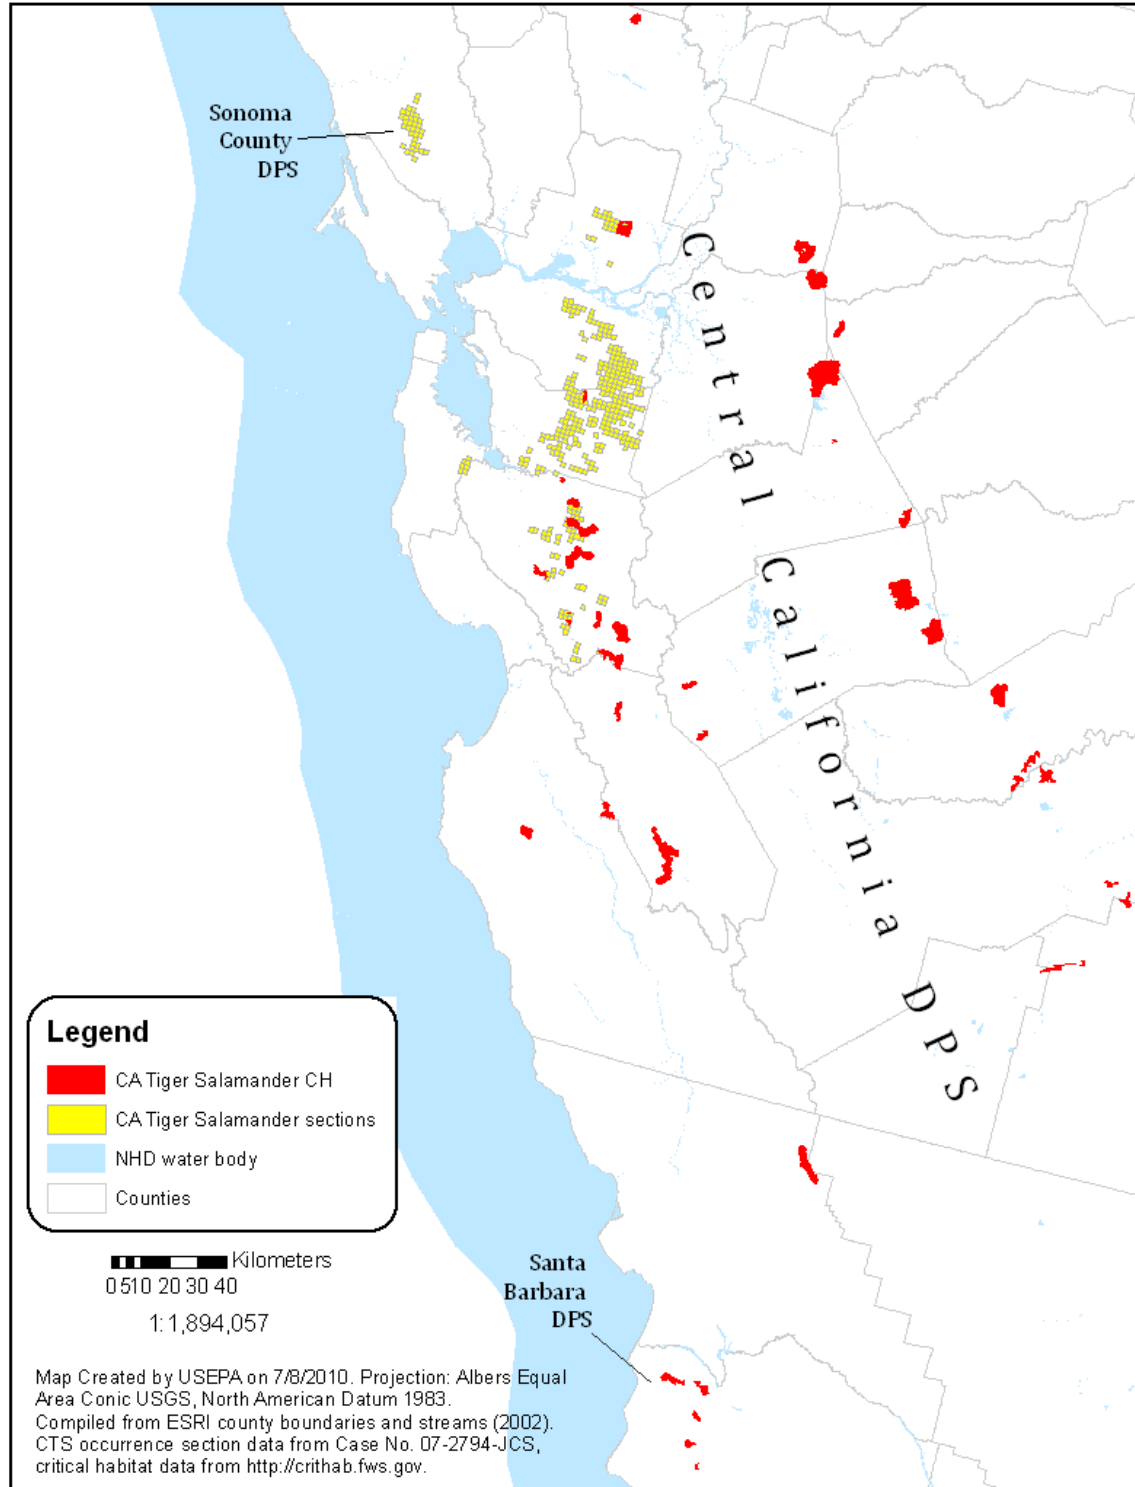 Sonoma
County
DPS
Central California DPS
Legend
CA Tiger Salamander CH
CA Tiger Salamander sections
NHD water body
Counties
Kilometers
0 510 20 30 40
1:1,894,057
Santa
Barbara
DPS
Map Created by USEPA on 7/8/2010. Projection: Albers Equal
Area Conic USGS, North American Datum 1983.
Compiled from ESRI county boundaries and streams (2002).
CTS occurrence section data from Case No. 07-2794-JCS,
critical habitat data from http://crithab.fws.gov.